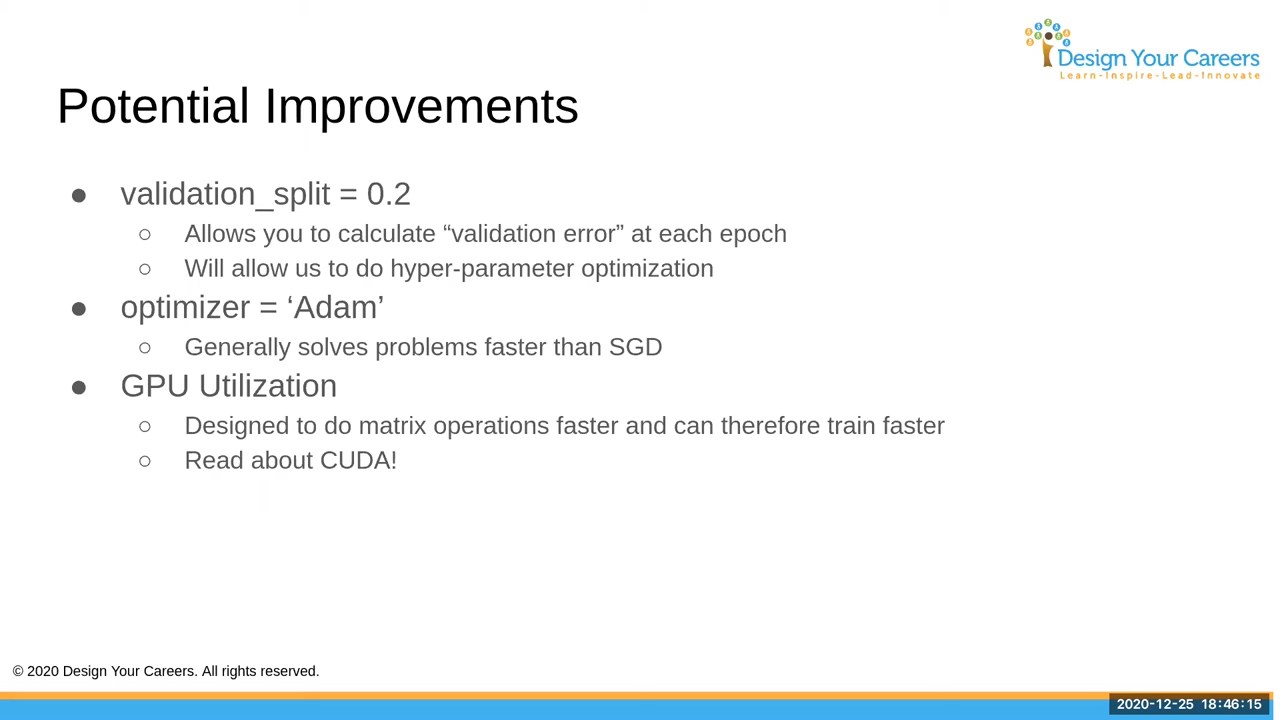 Design Your Careers
Learn-Inspire-Lead-Innovate
Potential Improvements
● validation_split = 0.2
○ Allows you to calculate “validation error” at each epoch
○ Will allow us to do hyper-parameter optimization
● optimizer = ‘Adam’
○ Generally solves problems faster than SGD
● GPU Utilization
○ Designed to do matrix operations faster and can therefore train faster
○ Read about CUDA!
© 2020 Design Your Careers. All rights reserved.
2020-12-25 18:46:15